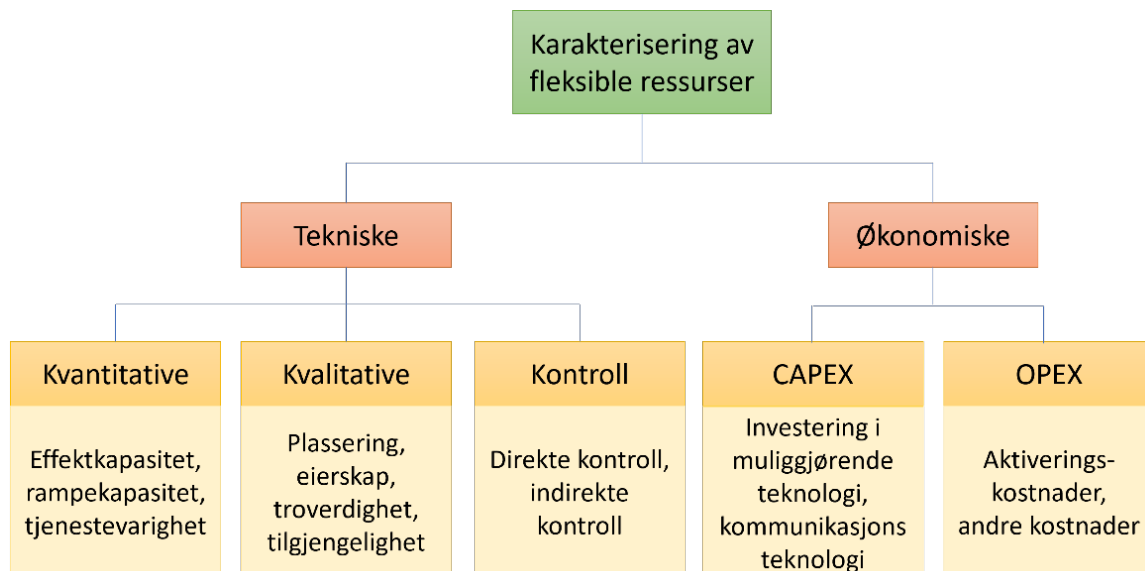 Karakterisering av
fleksible ressurser
Tekniske
Økonomiske
Kvantitative
Effektkapasitet,
rampekapasitet,
tjenestevarighet
Kvalitative
Plassering,
eierskap,
troverdighet,
tilgjengelighet
Kontroll
Direkte kontroll,
indirekte
kontroll
CAPEX
Investering i
muliggjørende
teknologi,
kommunikasjons
teknologi
OPEX
Aktiverings-
kostnader,
andre kostnader